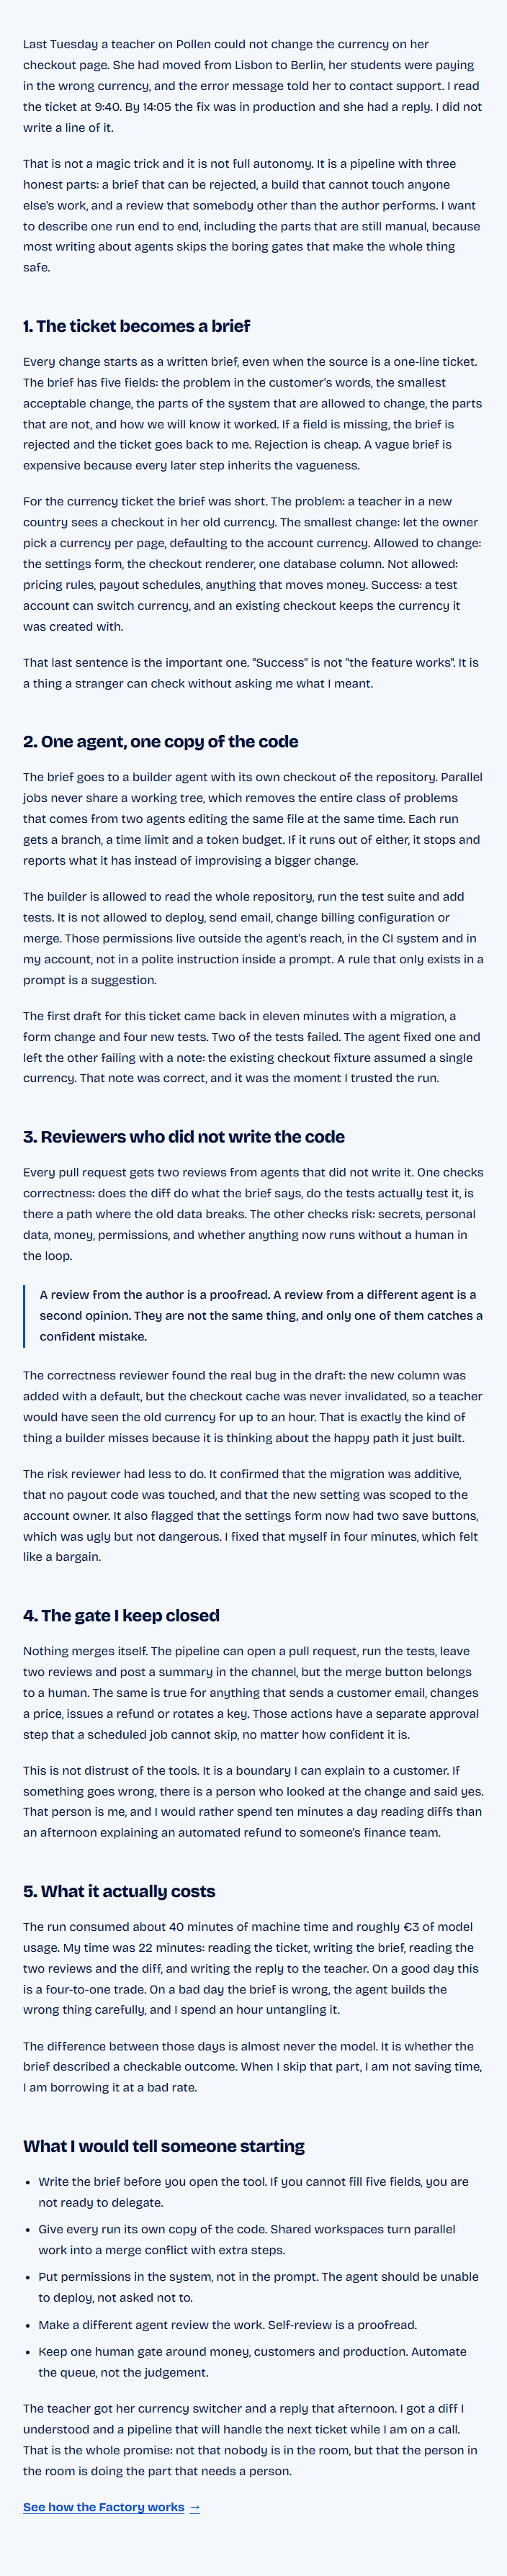 Last Tuesday a teacher on Pollen could not change the currency on her
checkout page. She had moved from Lisbon to Berlin, her students were paying
in the wrong currency, and the error message told her to contact support. I read
the ticket at 9:40. By 14:05 the fix was in production and she had a reply. I did not
write a line of it.
That is not a magic trick and it is not full autonomy. It is a pipeline with three
honest parts: a brief that can be rejected, a build that cannot touch anyone
else's work, and a review that somebody other than the author performs. I want
to describe one run end to end, including the parts that are still manual, because
most writing about agents skips the boring gates that make the whole thing
safe.
1. The ticket becomes a brief
Every change starts as a written brief, even when the source is a one-line ticket.
The brief has five fields: the problem in the customer's words, the smallest
acceptable change, the parts of the system that are allowed to change, the parts
that are not, and how we will know it worked. If a field is missing, the brief is
rejected and the ticket goes back to me. Rejection is cheap. A vague brief is
expensive because every later step inherits the vagueness.
For the currency ticket the brief was short. The problem: a teacher in a new
country sees a checkout in her old currency. The smallest change: let the owner
pick a currency per page, defaulting to the account currency. Allowed to change:
the settings form, the checkout renderer, one database column. Not allowed:
pricing rules, payout schedules, anything that moves money. Success: a test
account can switch currency, and an existing checkout keeps the currency it
was created with.
That last sentence is the important one. "Success" is not "the feature works". It is
a thing a stranger can check without asking me what I meant.
2. One agent, one copy of the code
The brief goes to a builder agent with its own checkout of the repository. Parallel
jobs never share a working tree, which removes the entire class of problems
that comes from two agents editing the same file at the same time. Each run
gets a branch, a time limit and a token budget. If it runs out of either, it stops and
reports what it has instead of improvising a bigger change.
The builder is allowed to read the whole repository, run the test suite and add
tests. It is not allowed to deploy, send email, change billing configuration or
merge. Those permissions live outside the agent's reach, in the CI system and in
my account, not in a polite instruction inside a prompt. A rule that only exists in a
prompt is a suggestion.
The first draft for this ticket came back in eleven minutes with a migration, a
form change and four new tests. Two of the tests failed. The agent fixed one and
left the other failing with a note: the existing checkout fixture assumed a single
currency. That note was correct, and it was the moment I trusted the run.
3. Reviewers who did not write the code
Every pull request gets two reviews from agents that did not write it. One checks
correctness: does the diff do what the brief says, do the tests actually test it, is
there a path where the old data breaks. The other checks risk: secrets, personal
data, money, permissions, and whether anything now runs without a human in
the loop.
A review from the author is a proofread. A review from a different agent is a
second opinion. They are not the same thing, and only one of them catches a
confident mistake.
The correctness reviewer found the real bug in the draft: the new column was
added with a default, but the checkout cache was never invalidated, so a teacher
would have seen the old currency for up to an hour. That is exactly the kind of
thing a builder misses because it is thinking about the happy path it just built.
The risk reviewer had less to do. It confirmed that the migration was additive,
that no payout code was touched, and that the new setting was scoped to the
account owner. It also flagged that the settings form now had two save buttons,
which was ugly but not dangerous. I fixed that myself in four minutes, which felt
like a bargain.
4. The gate I keep closed
Nothing merges itself. The pipeline can open a pull request, run the tests, leave
two reviews and post a summary in the channel, but the merge button belongs
to a human. The same is true for anything that sends a customer email, changes
a price, issues a refund or rotates a key. Those actions have a separate approval
step that a scheduled job cannot skip, no matter how confident it is.
This is not distrust of the tools. It is a boundary I can explain to a customer. If
something goes wrong, there is a person who looked at the change and said yes.
That person is me, and I would rather spend ten minutes a day reading diffs than
an afternoon explaining an automated refund to someone's finance team.
5. What it actually costs
The run consumed about 40 minutes of machine time and roughly €3 of model
usage. My time was 22 minutes: reading the ticket, writing the brief, reading the
two reviews and the diff, and writing the reply to the teacher. On a good day this
is a four-to-one trade. On a bad day the brief is wrong, the agent builds the
wrong thing carefully, and I spend an hour untangling it.
The difference between those days is almost never the model. It is whether the
brief described a checkable outcome. When I skip that part, I am not saving time,
I am borrowing it at a bad rate.
What I would tell someone starting
• Write the brief before you open the tool. If you cannot fill five fields, you are
not ready to delegate.
• Give every run its own copy of the code. Shared workspaces turn parallel
work into a merge conflict with extra steps.
• Put permissions in the system, not in the prompt. The agent should be unable
to deploy, not asked not to.
• Make a different agent review the work. Self-review is a proofread.
• Keep one human gate around money, customers and production. Automate
the queue, not the judgement.
The teacher got her currency switcher and a reply that afternoon. I got a diff I
understood and a pipeline that will handle the next ticket while I am on a call.
That is the whole promise: not that nobody is in the room, but that the person in
the room is doing the part that needs a person.
See how the Factory works →